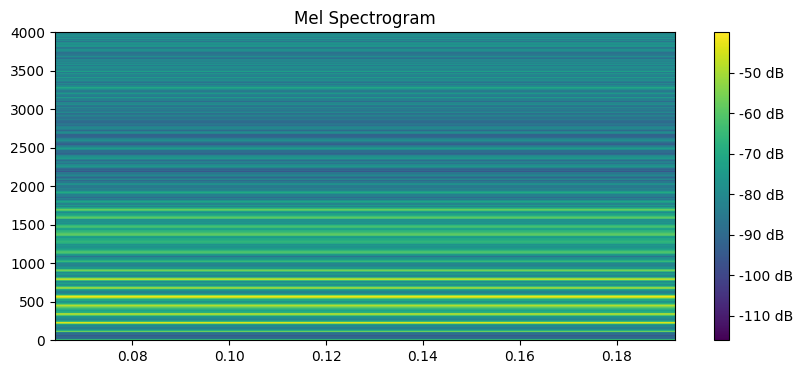 Mel Spectrogram
4000
3500
3000
2500
2000
1500
1000
500
0
0.08 0.10 0.12 0.14 0.16 0.18
-50 dB
-60 dB
-70 dB
-80 dB
-90 dB
-100 dB
-110 dB